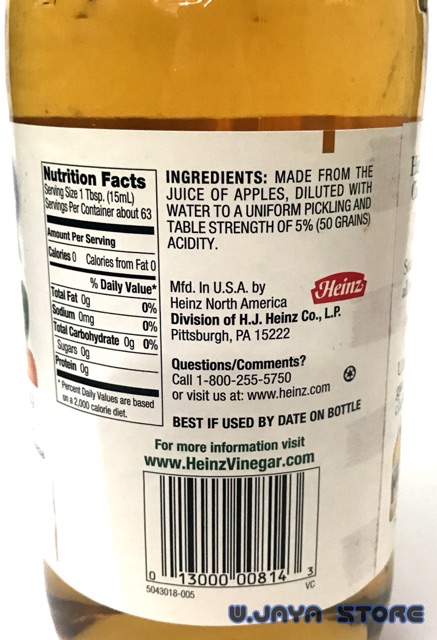 Nutrition Facts
Serving Size 1 Tbsp. (15mL)
Servings Per Container about 63
Amount Per Serving
Calories 0 Calories from Fat 0
% Daily Value*
Total Fat 0g 0%
Sodium 0mg 0%
Total Carbohydrate 0g 0%
Sugars 0g
Protein 0g
* Percent Daily Values are based
on a 2,000 calorie diet.
INGREDIENTS: MADE FROM THE
JUICE OF APPLES, DILUTED WITH
WATER TO A UNIFORM PICKLING AND
TABLE STRENGTH OF 5% (50 GRAINS)
ACIDITY.
Mfd. In U.S.A. by
Heinz North America
Division of H.J. Heinz Co., L.P.
Pittsburgh, PA 15222
Heinz
Questions/Comments?
Call 1-800-255-5750
or visit us at: www.heinz.com
BEST IF USED BY DATE ON BOTTLE
For more information visit
www.HeinzVinegar.com
0 13000 00814 3
5043018-005 VC
U.JAYA STORE